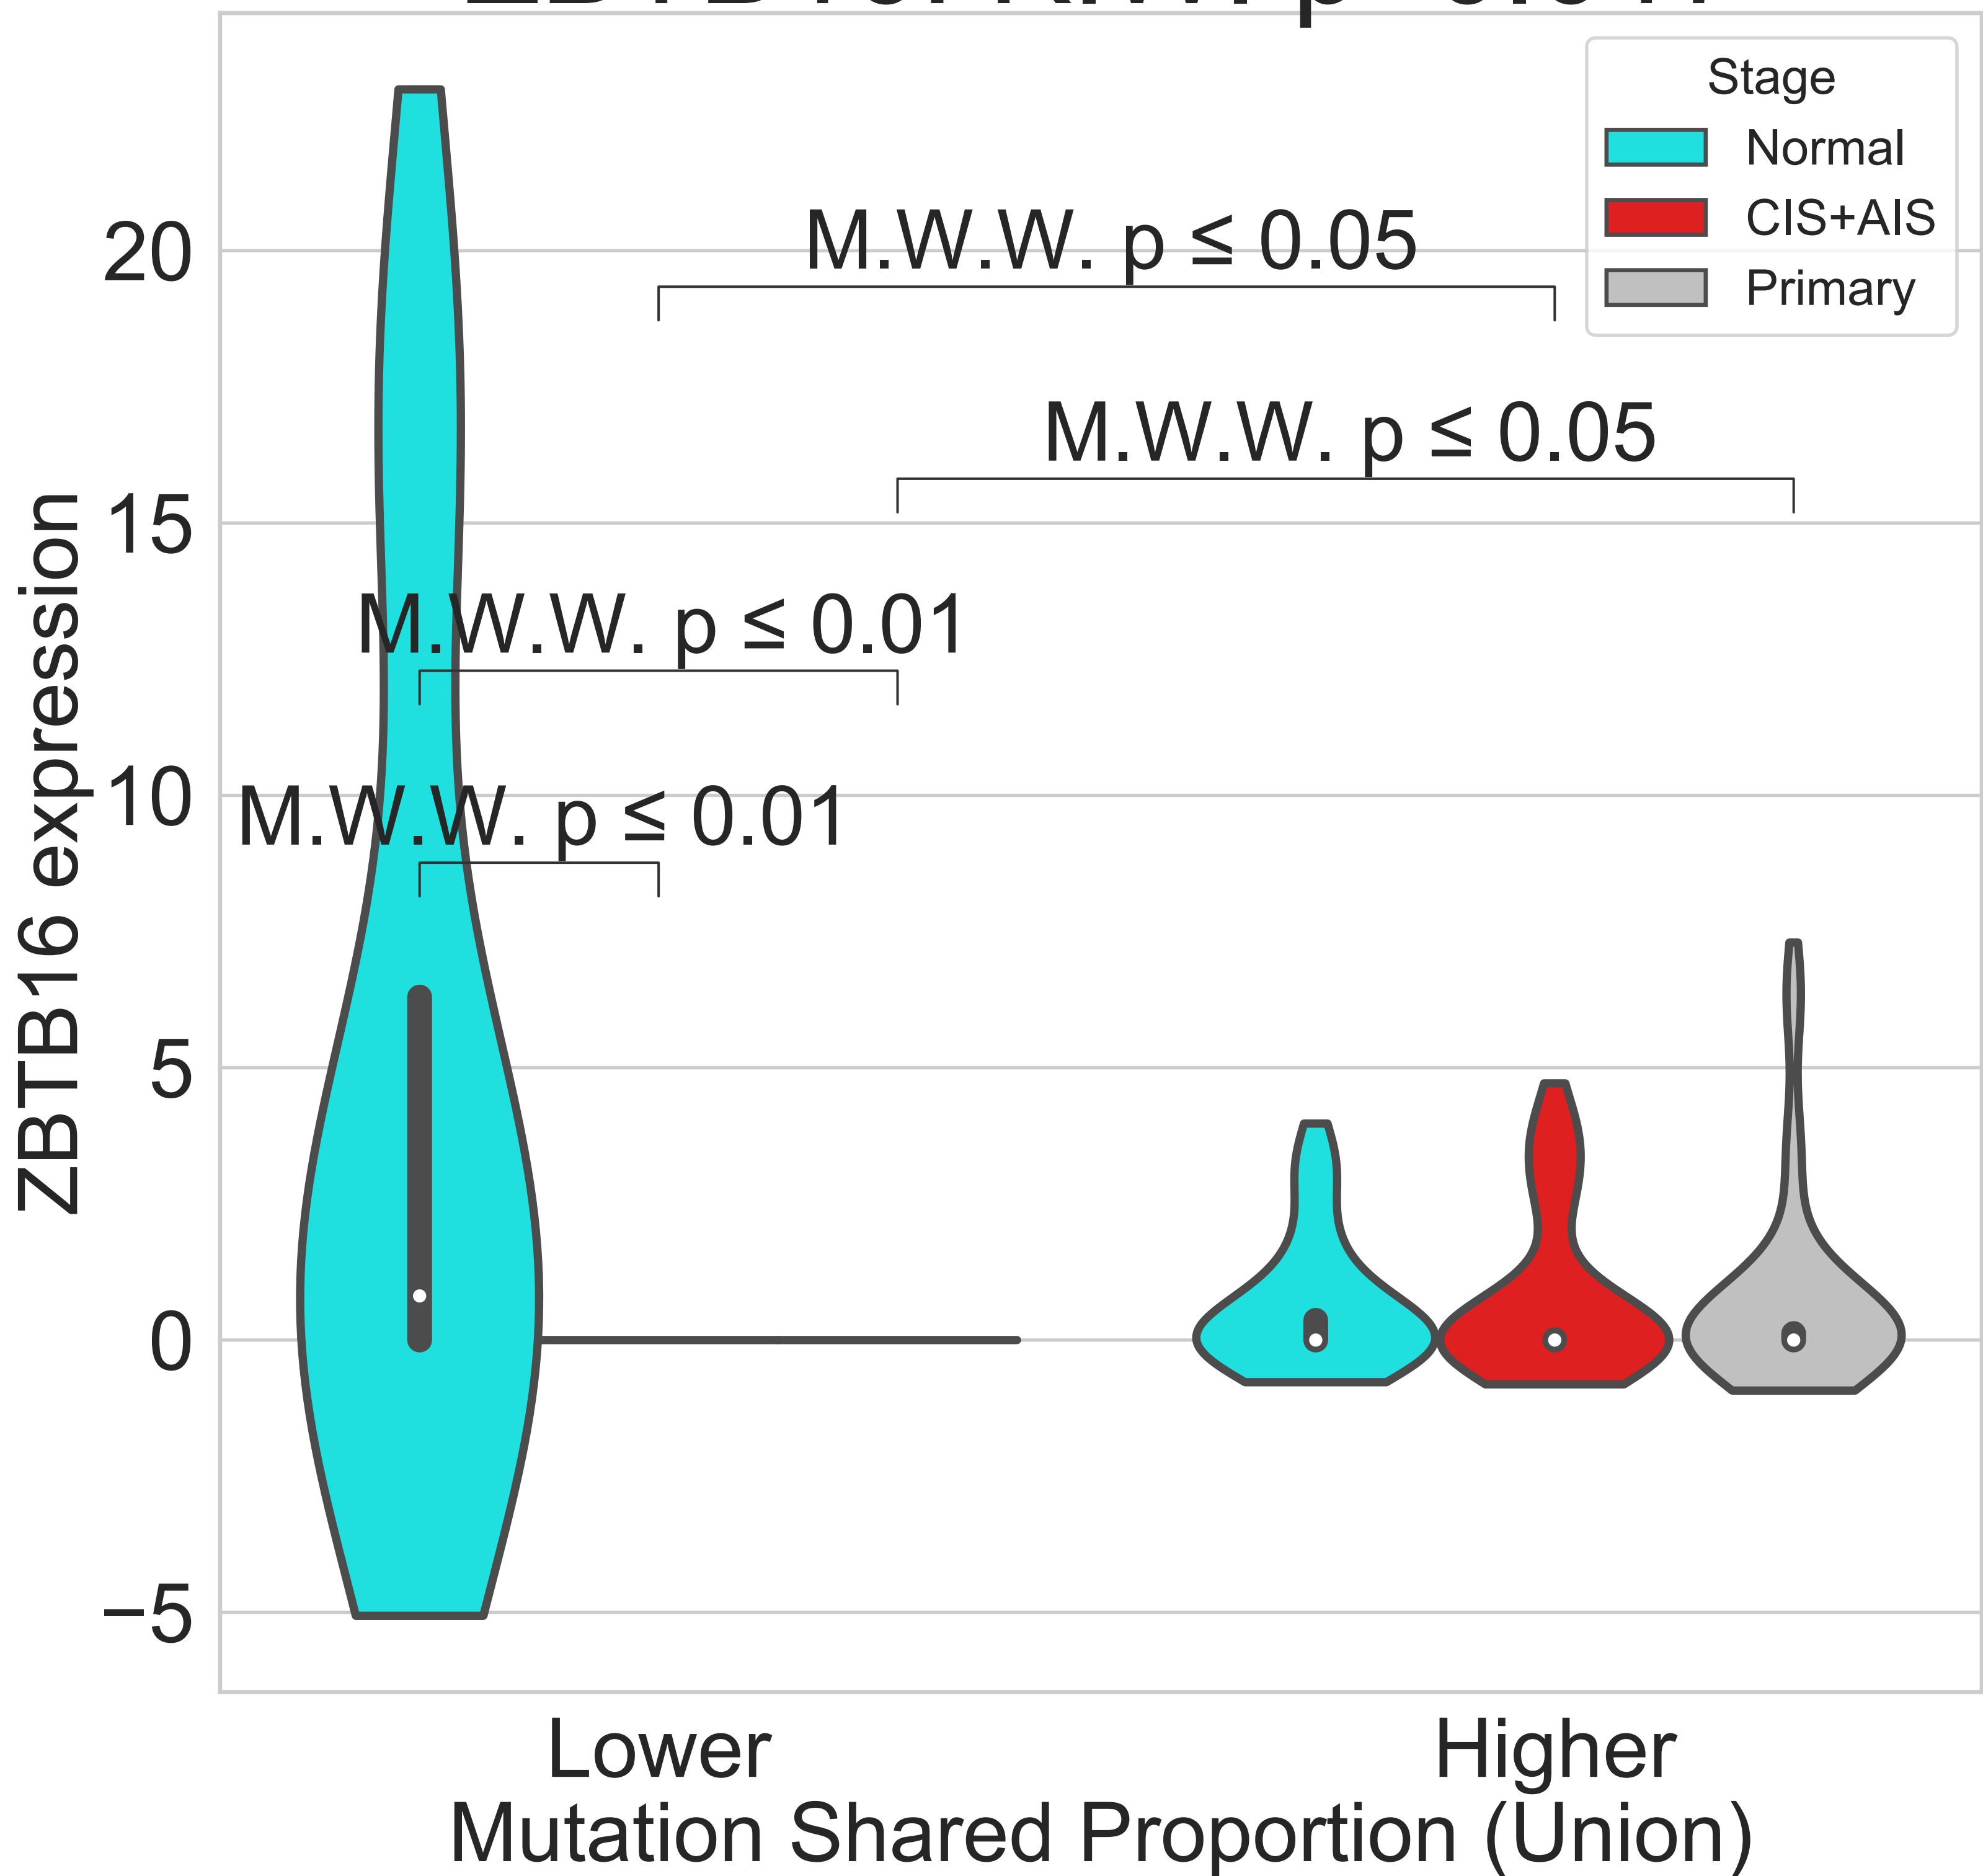 Stage
Normal
CIS+AIS
Primary
20
M.W.W. p ≤ 0.05
M.W.W. p ≤ 0.05
15
M.W.W. p ≤ 0.01
10
M.W.W. p ≤ 0.01
5
0
−5
ZBTB16 expression
Lower
Higher
Mutation Shared Proportion (Union)